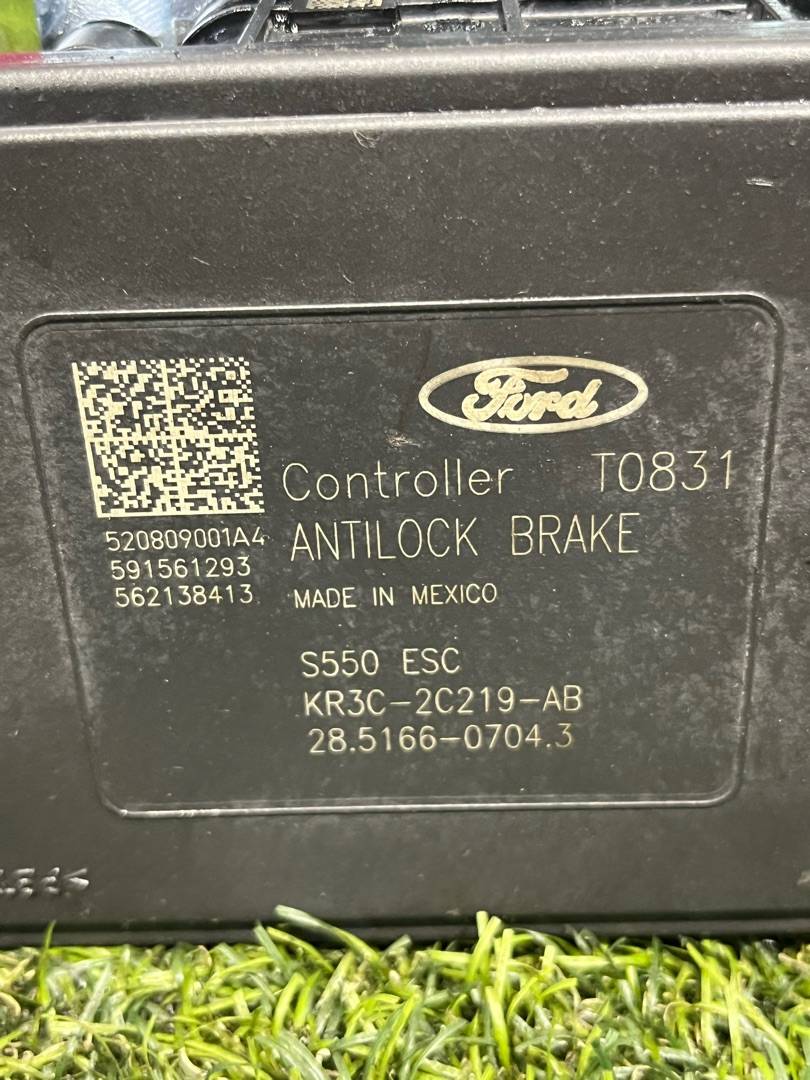 Ford
Controller T0831
ANTILOCK BRAKE
MADE IN MEXICO
520809001A4
591561293
562138413
S550 ESC
KR3C-2C219-AB
28.5166-0704.3